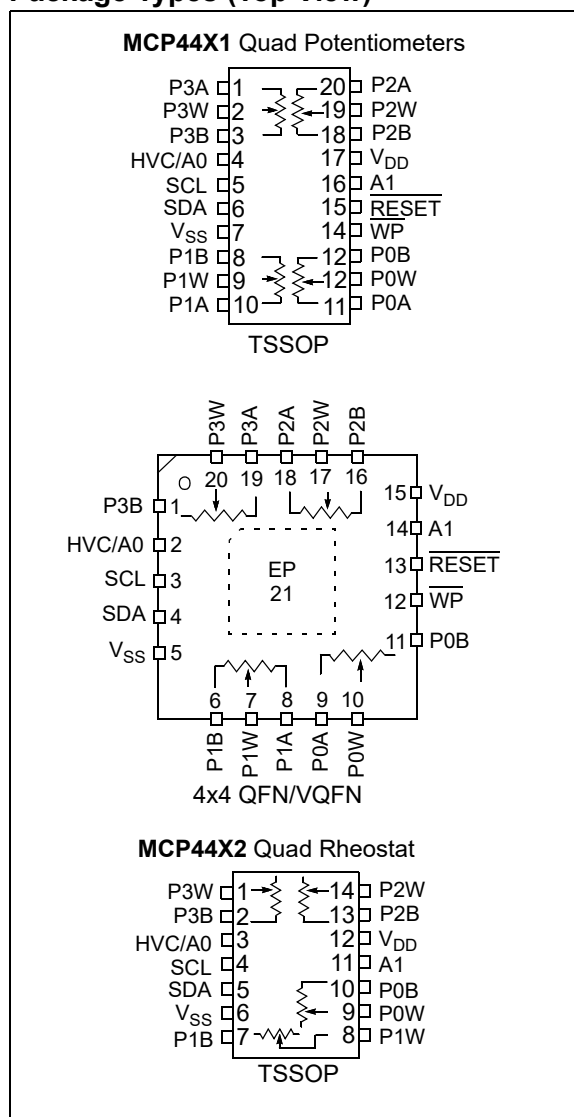 Package Types (Top View)
MCP44X1 Quad Potentiometers
P3A 1 20 P2A
P3W 2 19 P2W
P3B 3 18 P2B
HVC/A0 4 17 VDD
SCL 5 16 A1
SDA 6 15 RESET
VSS 7 14 WP
P1B 8 12 P0B
P1W 9 12 P0W
P1A 10 11 P0A
TSSOP
P3W P3A P2A P2W P2B
20 19 18 17 16
P3B 1 15 VDD
HVC/A0 2 14 A1
SCL 3 13 RESET
SDA 4 12 WP
VSS 5 11 P0B
EP
21
6 7 8 9 10
P1B P1W P1A P0A P0W
4x4 QFN/VQFN
MCP44X2 Quad Rheostat
P3W 1 14 P2W
P3B 2 13 P2B
HVC/A0 3 12 VDD
SCL 4 11 A1
SDA 5 10 P0B
VSS 6 9 P0W
P1B 7 8 P1W
TSSOP